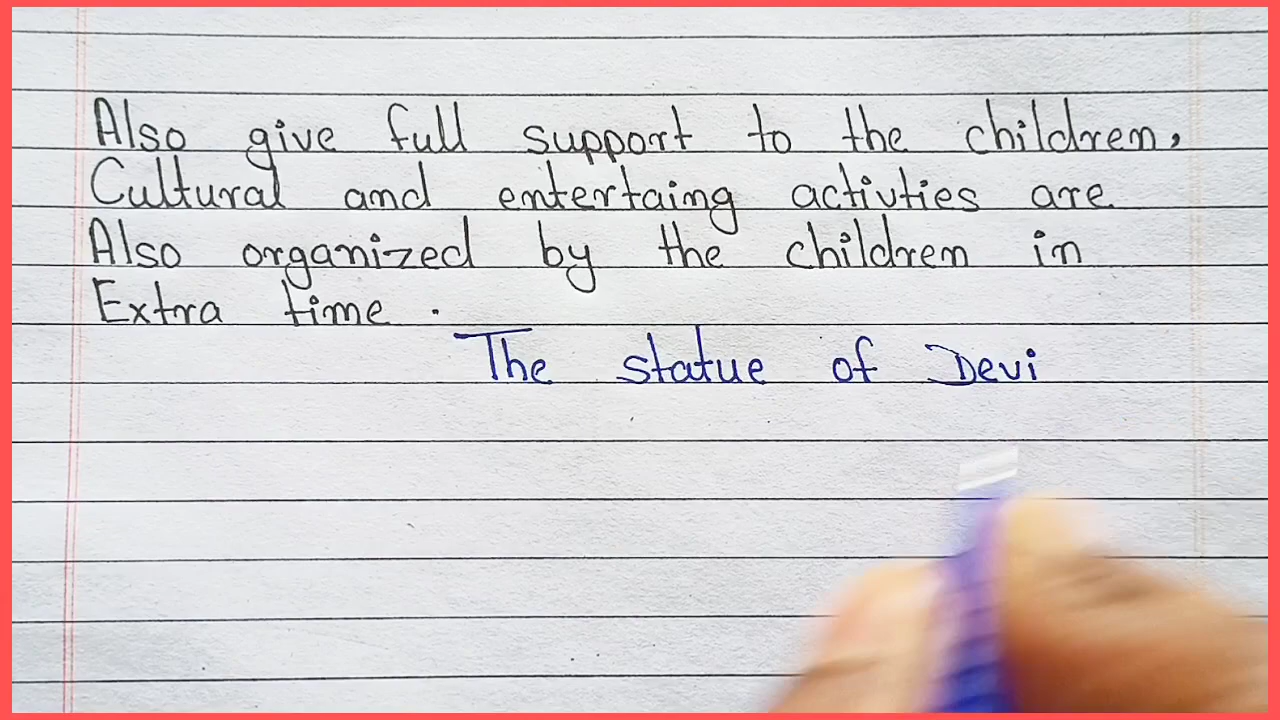 Also give full support to the children,
Cultural and entertaing activties are
Also organized by the children in
Extra time .
The statue of Devi